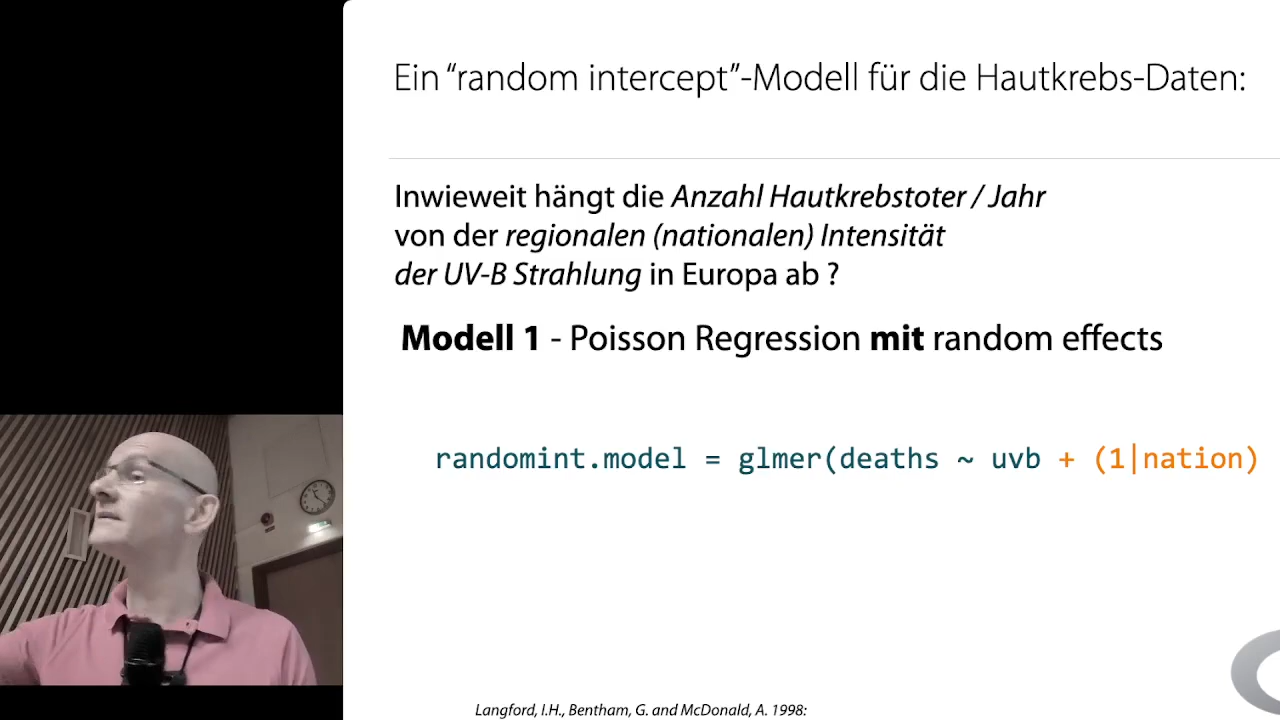 Ein “random intercept”-Modell für die Hautkrebs-Daten:
Inwieweit hängt die Anzahl Hautkrebstoter / Jahr
von der regionalen (nationalen) Intensität
der UV-B Strahlung in Europa ab ?
Modell 1 - Poisson Regression mit random effects
randomint.model = glmer(deaths ~ uvb + (1|nation)
Langford, I.H., Bentham, G. and McDonald, A. 1998: